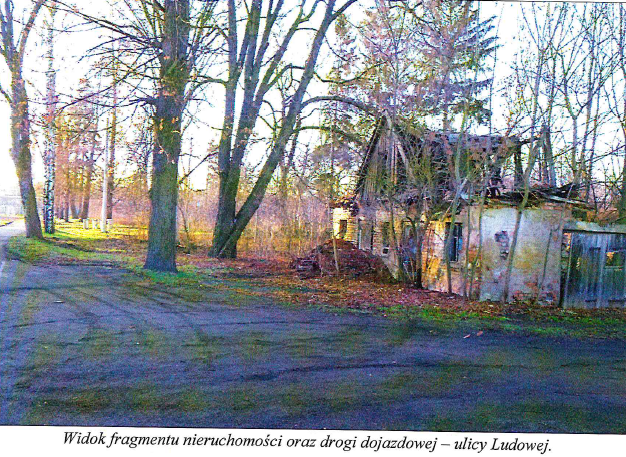 Widok fragmentu nieruchomości oraz drogi dojazdowej – ulicy Ludowej.